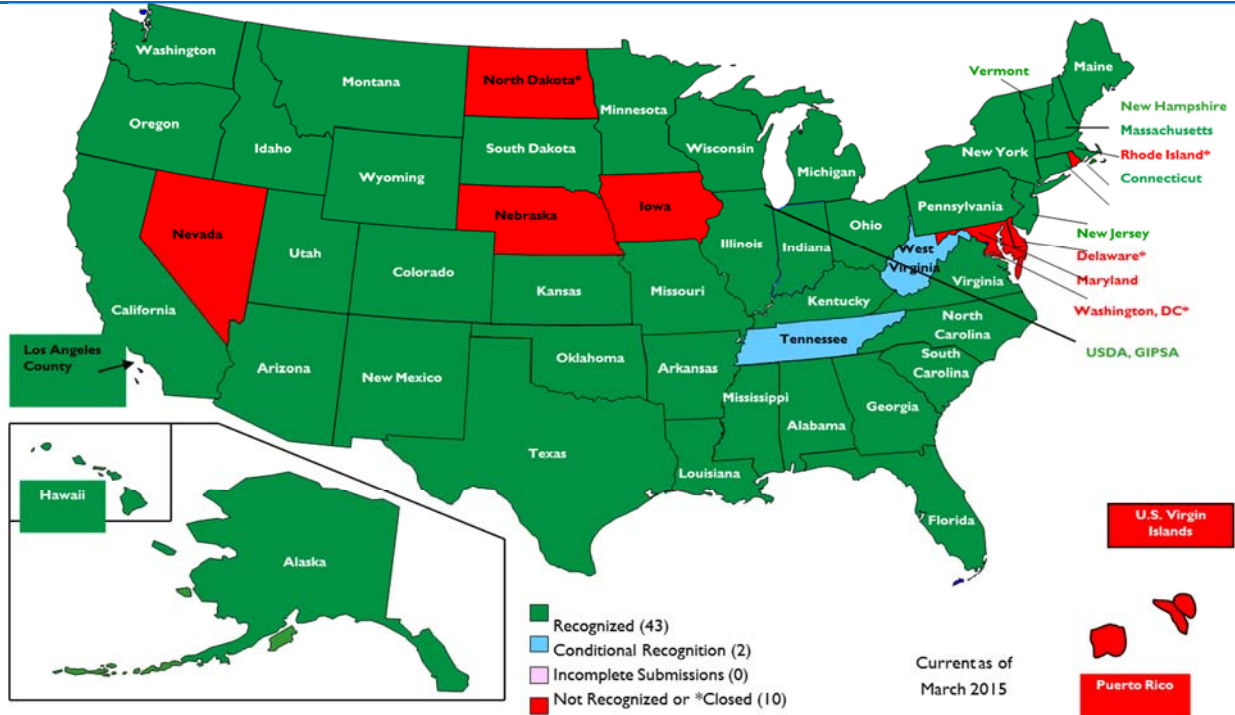 Washington
Montana
North Dakota*
Minnesota
Maine
Vermont
New Hampshire
Massachusetts
Rhode Island*
Connecticut
Oregon
Idaho
South Dakota
Wisconsin
Michigan
New York
Wyoming
Nebraska
Iowa
Pennsylvania
New Jersey
Nevada
Utah
Colorado
Kansas
Missouri
Illinois
Indiana
Ohio
West
Virginia
Virginia
Delaware*
Maryland
Washington, DC*
USDA, GIPSA
California
Kentucky
Tennessee
North
Carolina
South
Carolina
Los Angeles
County
Arizona
New Mexico
Oklahoma
Arkansas
Mississippi
Alabama
Georgia
Texas
Louisiana
Florida
Hawaii
Alaska
U.S. Virgin
Islands
Puerto Rico
Recognized (43)
Conditional Recognition (2)
Incomplete Submissions (0)
Not Recognized or *Closed (10)
Current as of
March 2015